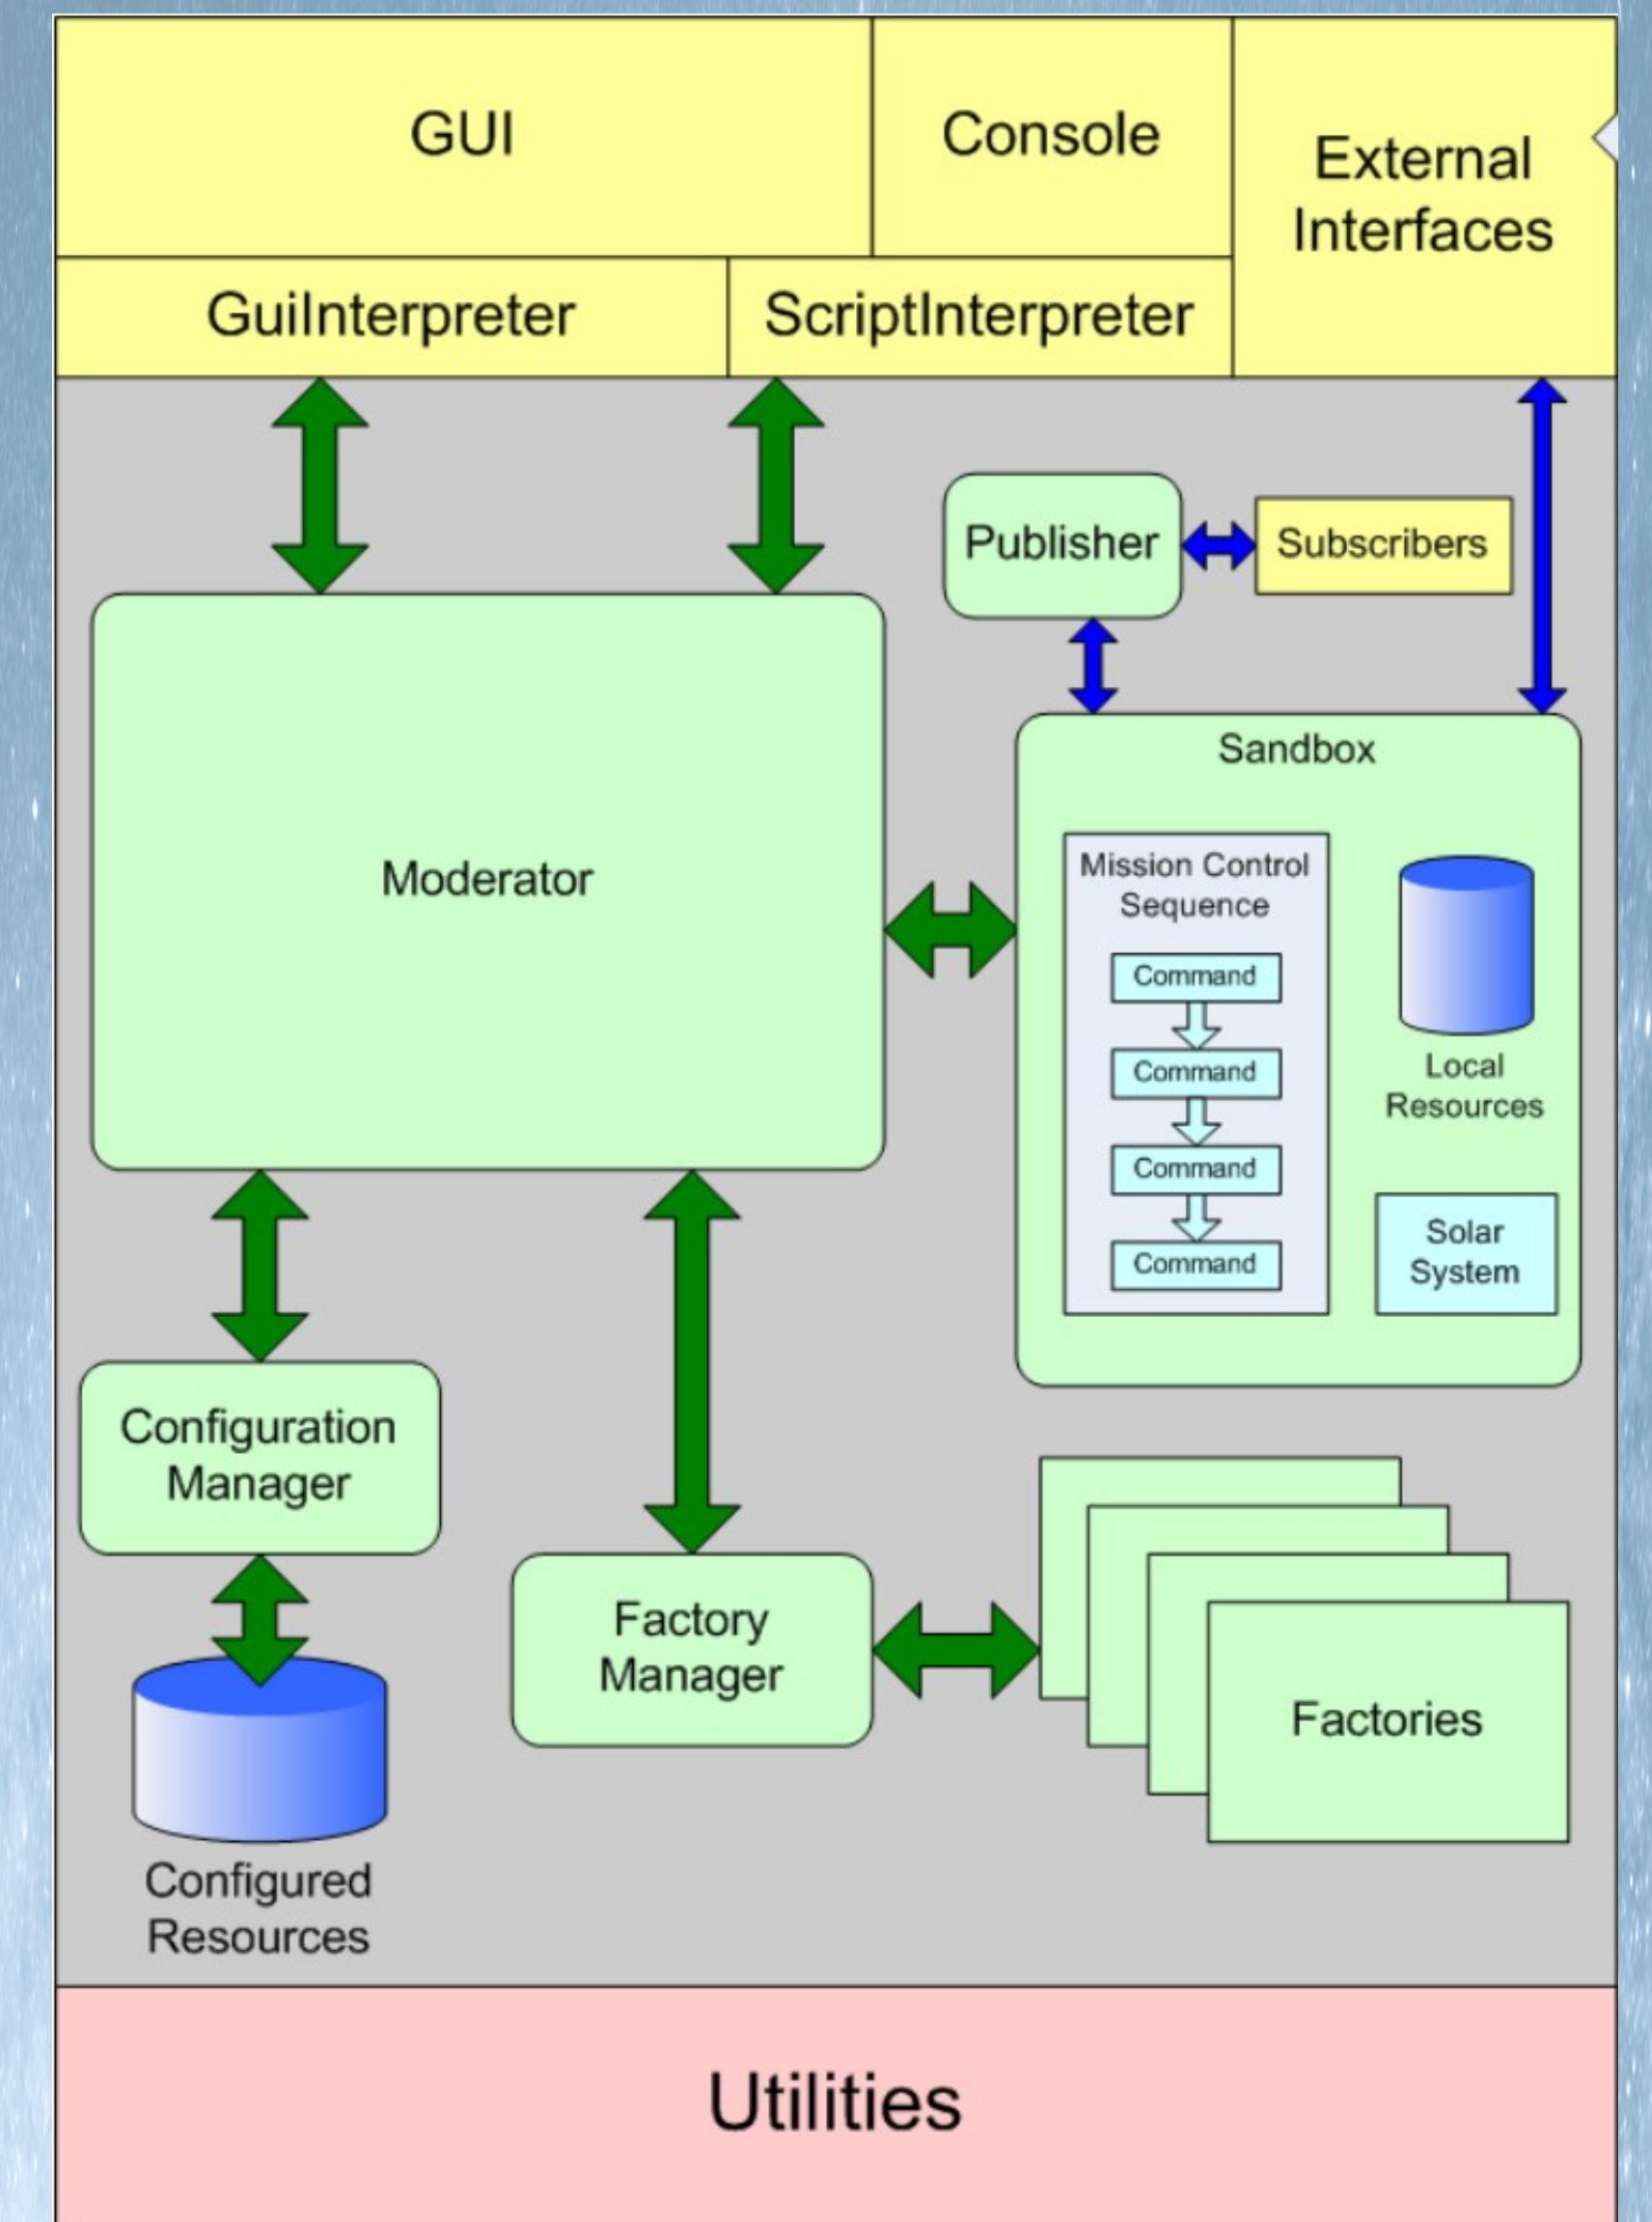 GUI
Console
External
Interfaces
GuiInterpreter
ScriptInterpreter
Publisher
Subscribers
Moderator
Sandbox
Mission Control
Sequence
Command
Command
Command
Command
Local
Resources
Solar
System
Configuration
Manager
Factory
Manager
Factories
Configured
Resources
Utilities